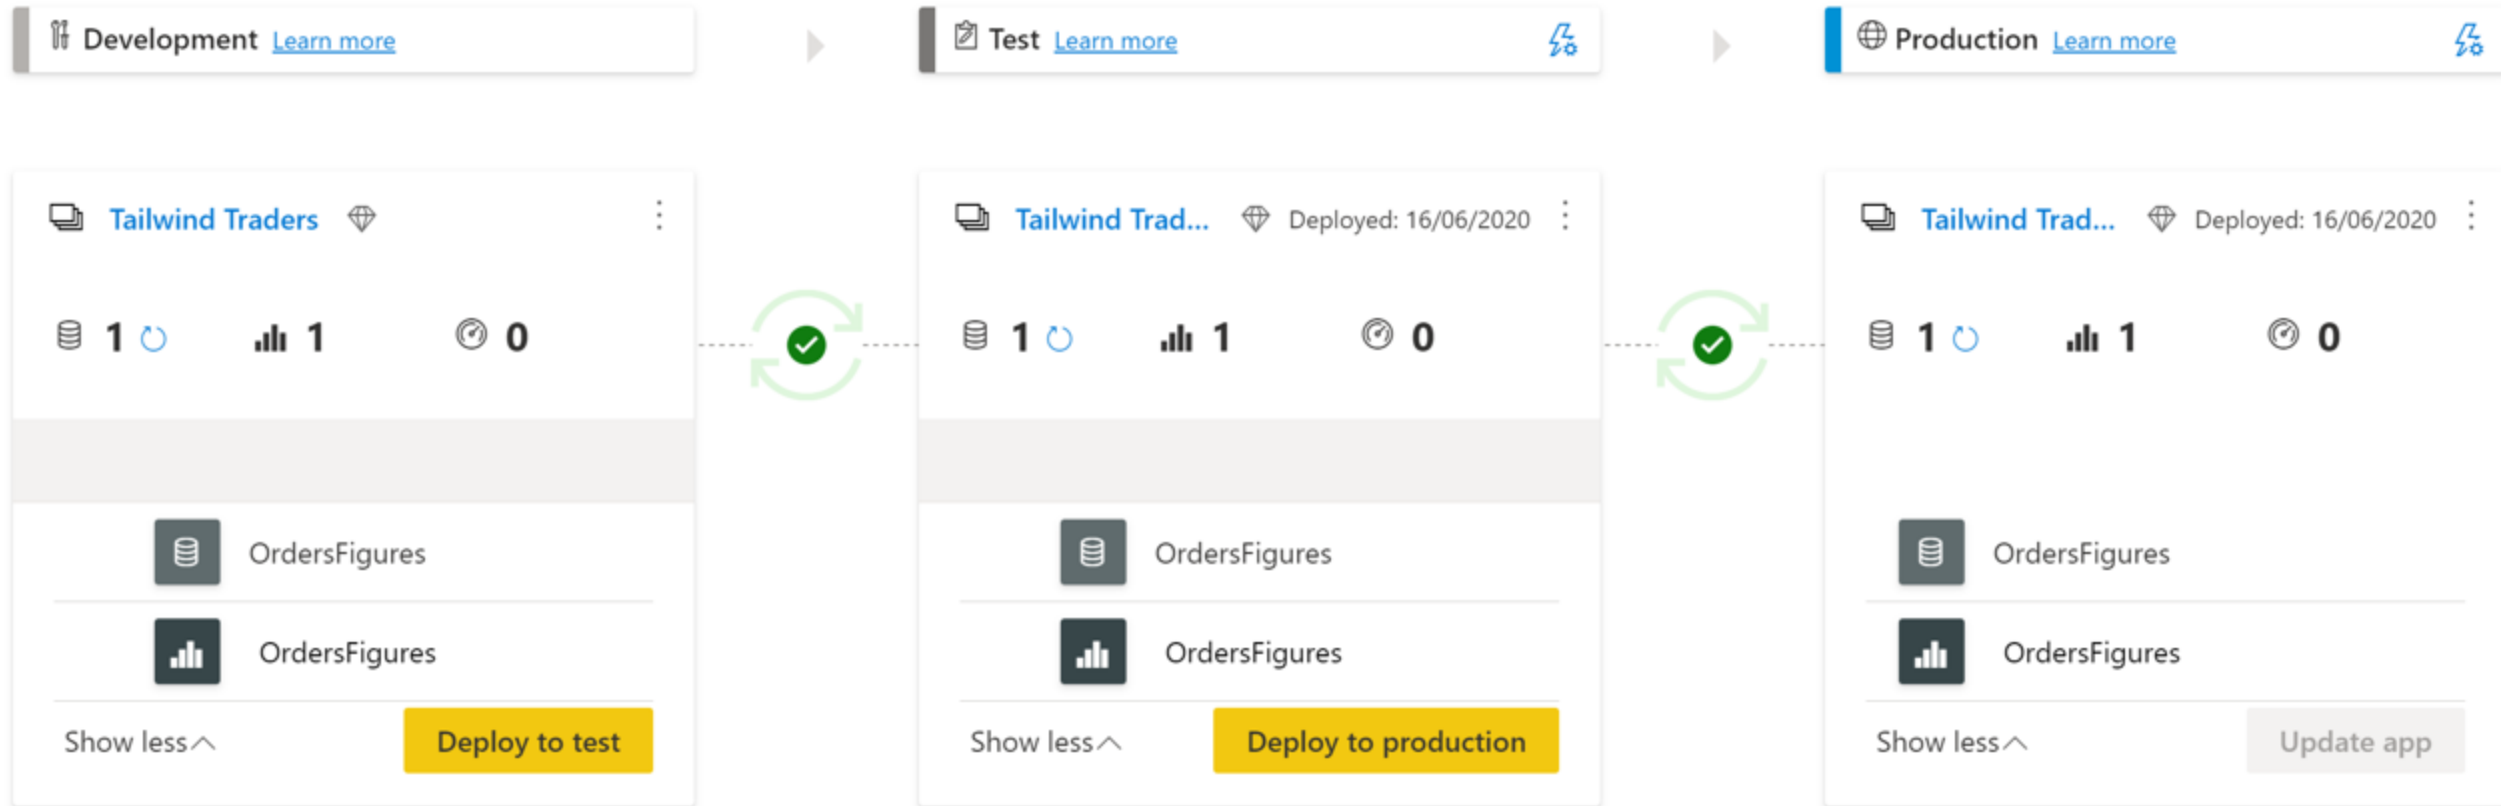 Development Learn more
Test Learn more
Production Learn more
Tailwind Traders
Tailwind Trad... Deployed: 16/06/2020
Tailwind Trad... Deployed: 16/06/2020
1 1 0
1 1 0
1 1 0
OrdersFigures
OrdersFigures
OrdersFigures
OrdersFigures
OrdersFigures
OrdersFigures
Show less Deploy to test
Show less Deploy to production
Show less Update app